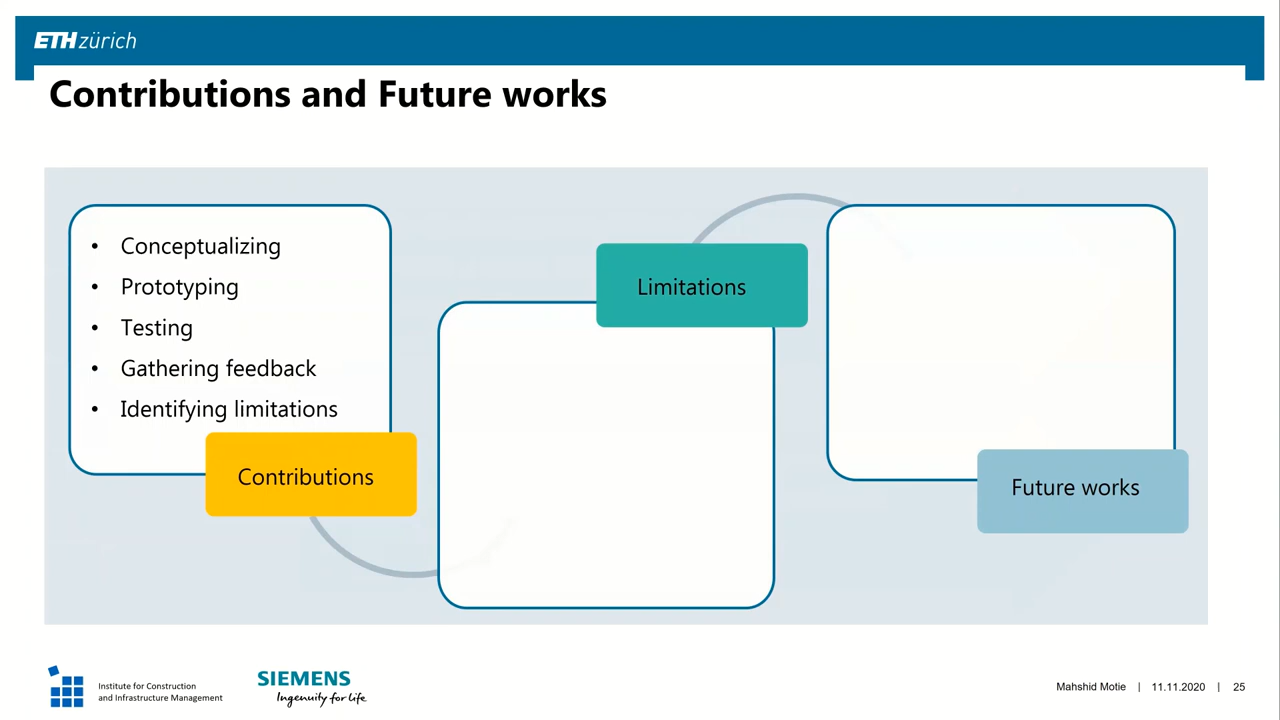 ETH zürich
Contributions and Future works
• Conceptualizing
• Prototyping
• Testing
• Gathering feedback
• Identifying limitations
Contributions
Limitations
Future works
Institute for Construction
and Infrastructure Management
SIEMENS
Ingenuity for life
Mahshid Motie | 11.11.2020 | 25